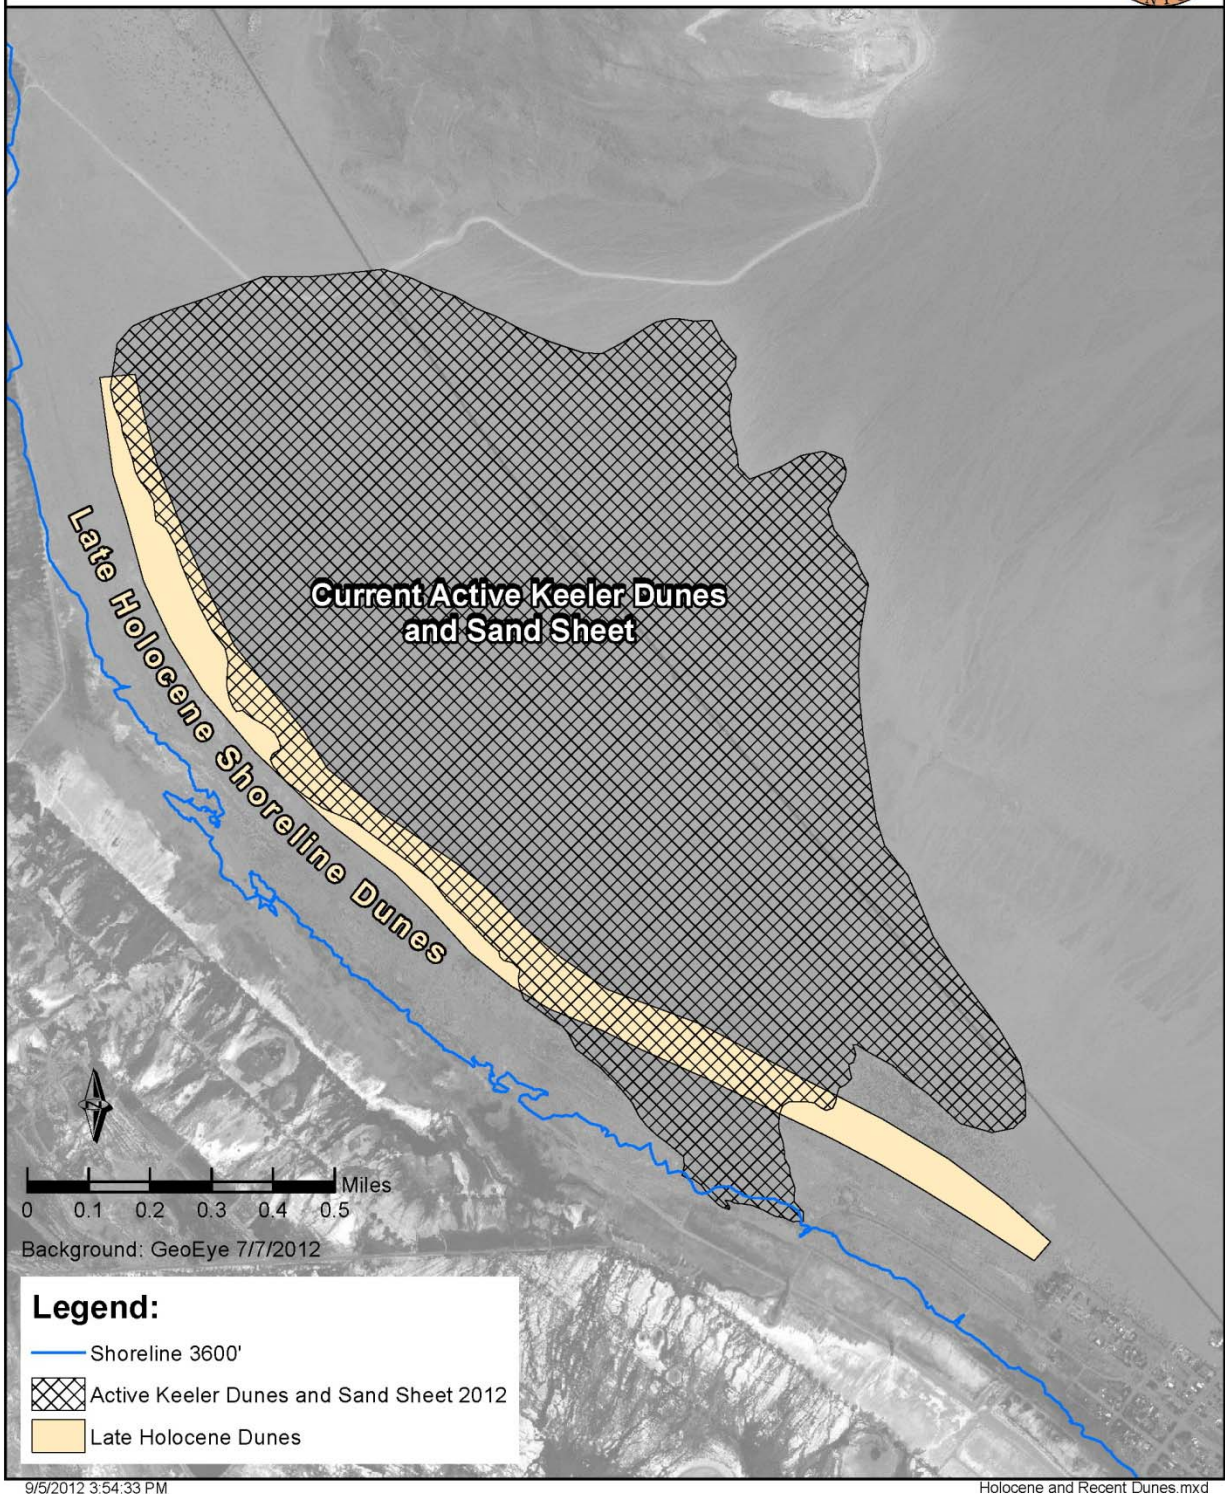 Current Active Keeler Dunes
and Sand Sheet
Late Holocene Shoreline Dunes
N
Miles
0 0.1 0.2 0.3 0.4 0.5
Background: GeoEye 7/7/2012
Legend:
Shoreline 3600'
Active Keeler Dunes and Sand Sheet 2012
Late Holocene Dunes
9/5/2012 3:54:33 PM
Holocene and Recent Dunes.mxd